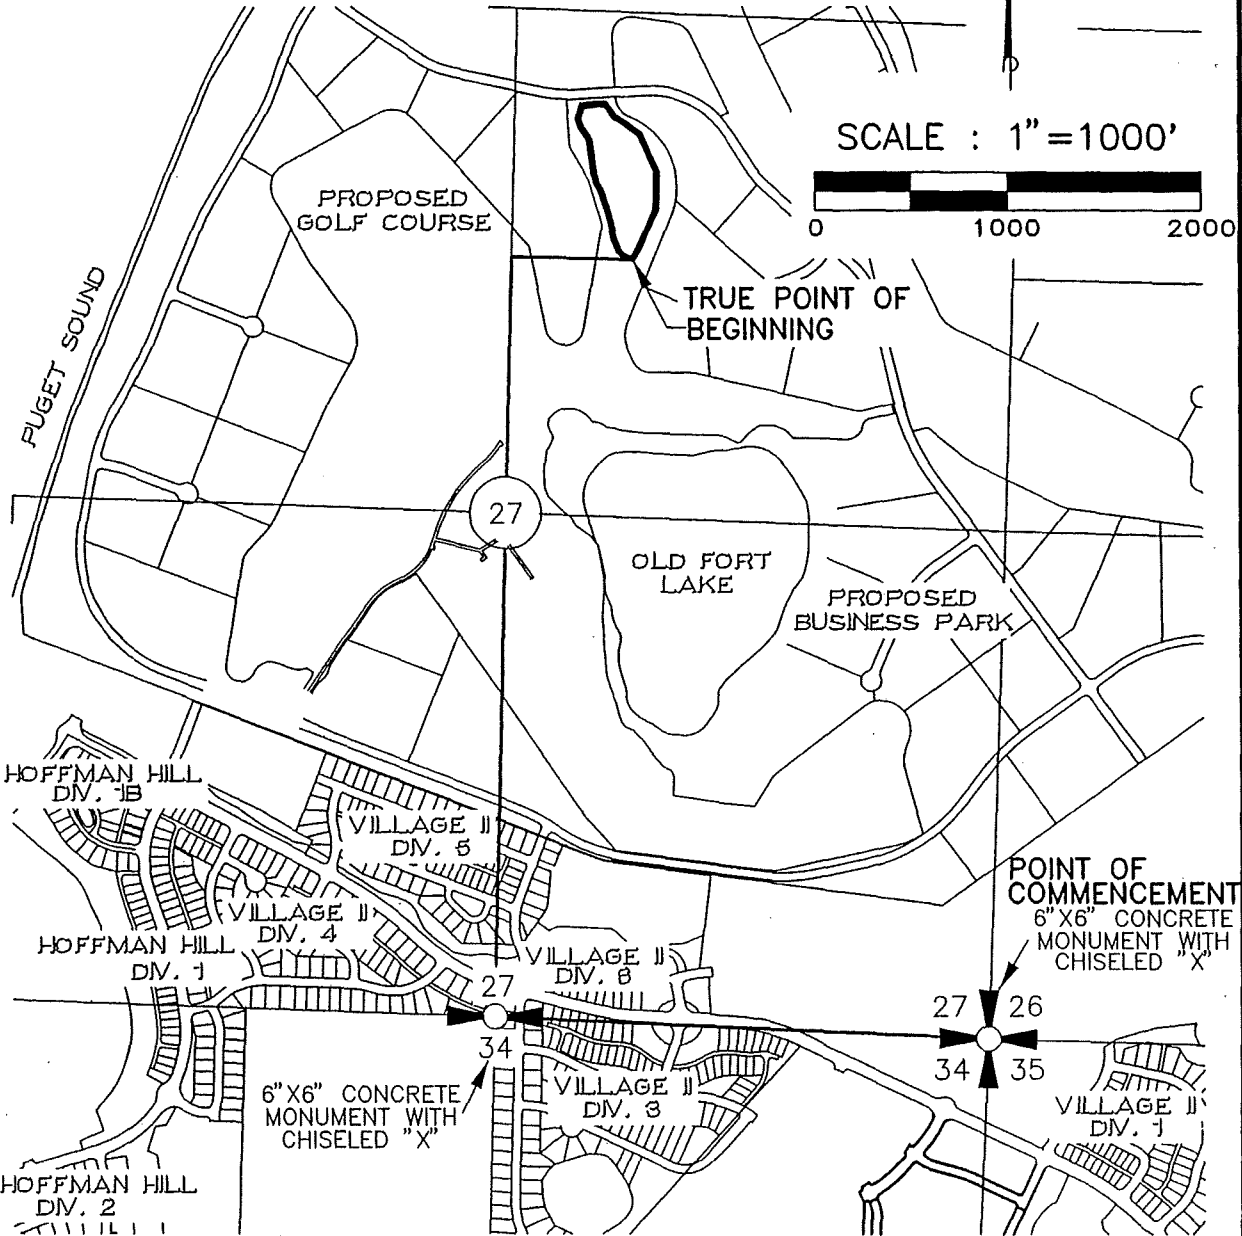 SCALE : 1"=1000'
0 1000 2000
PROPOSED
GOLF COURSE
PUGET SOUND
TRUE POINT OF
BEGINNING
27
OLD FORT
LAKE
PROPOSED
BUSINESS PARK
HOFFMAN HILL
DIV. 1B
VILLAGE II
DIV. 5
POINT OF
COMMENCEMENT
6"X6" CONCRETE
MONUMENT WITH
CHISELED "X"
VILLAGE II
DIV. 4
HOFFMAN HILL
DIV. 1
VILLAGE II
DIV. 6
27
34
27 26
34 35
6"X6" CONCRETE
MONUMENT WITH
CHISELED "X"
VILLAGE II
DIV. 3
VILLAGE II
DIV. 1
HOFFMAN HILL
DIV. 2